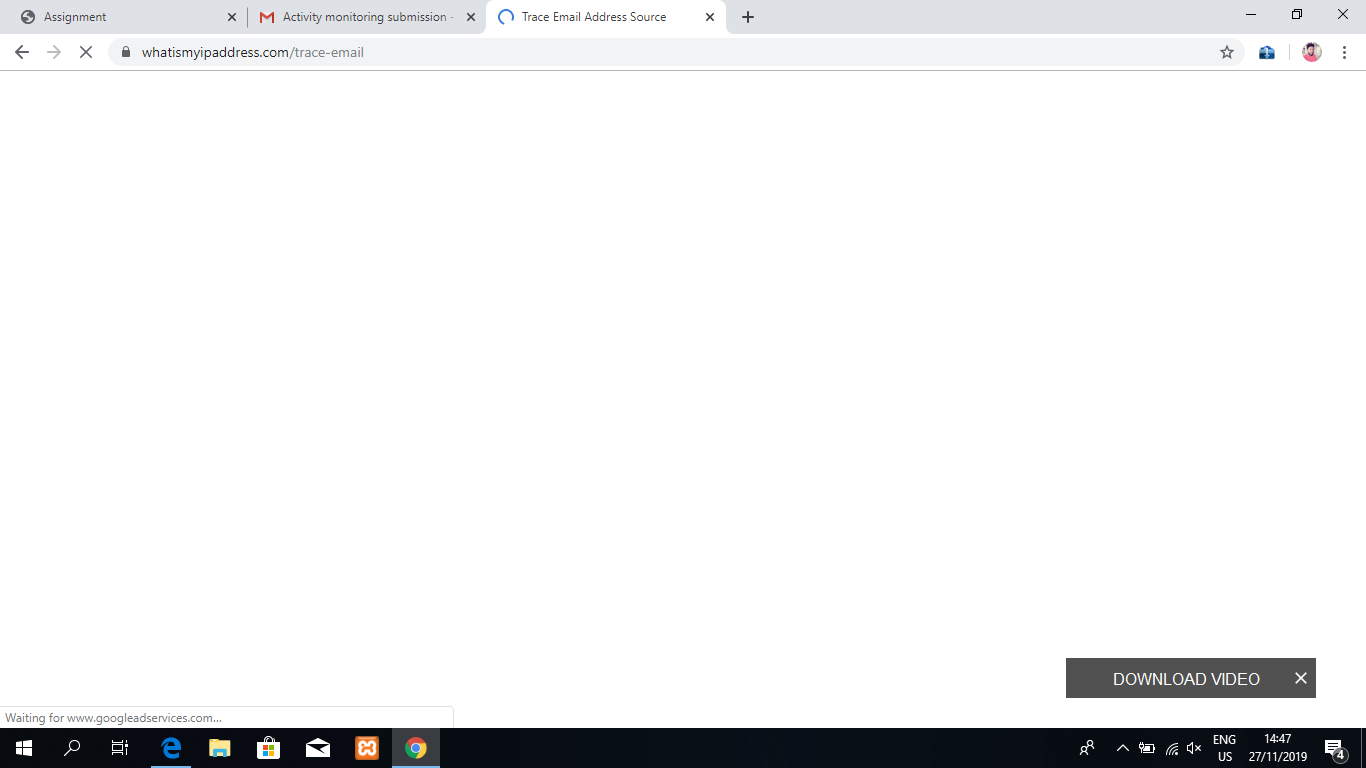 Assignment
Activity monitoring submission -
Trace Email Address Source
whatismyipaddress.com/trace-email
DOWNLOAD VIDEO
Waiting for www.googleadservices.com...
ENG
US
14:47
27/11/2019
4